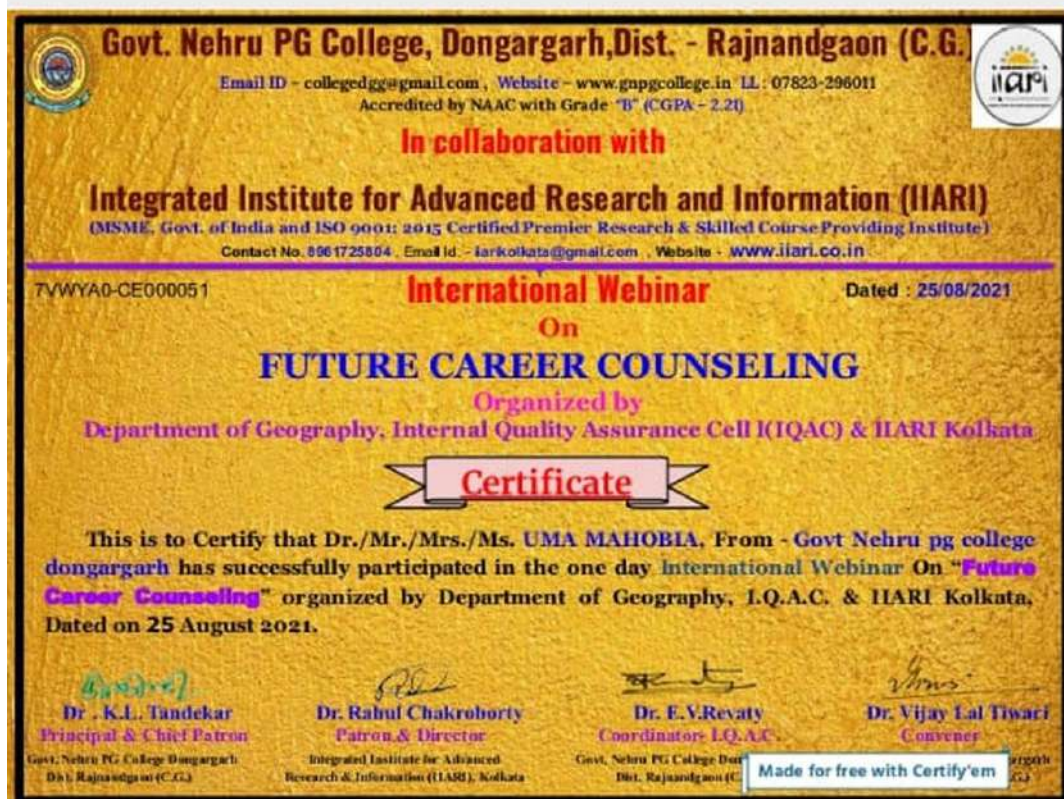 Govt. Nehru PG College, Dongargarh,Dist. - Rajnandgaon (C.G.)
iiari
Email ID - collegedgg@gmail.com , Website - www.gnpgcollege.in LL : 07823-296011
Accredited by NAAC with Grade "B" (CGPA - 2.21)
In collaboration with
Integrated Institute for Advanced Research and Information (IIARI)
(MSME, Govt. of India and ISO 9001: 2015 Certified Premier Research & Skilled Course Providing Institute)
Contact No. 8961725804 , Email Id. - iarikolkata@gmail.com , Website - www.iiari.co.in
7VWYA0-CE000051
International Webinar
Dated : 25/08/2021
On
FUTURE CAREER COUNSELING
Organized by
Department of Geography, Internal Quality Assurance Cell I(IQAC) & IIARI Kolkata
Certificate
This is to Certify that Dr./Mr./Mrs./Ms. UMA MAHOBIA, From - Govt Nehru pg college
dongargarh has successfully participated in the one day International Webinar On "Future
Career Counseling" organized by Department of Geography, I.Q.A.C. & IIARI Kolkata,
Dated on 25 August 2021.
Dr . K.L. Tandekar
Principal & Chief Patron
Govt. Nehru PG College Dongargarh
Dist. Rajnandgaon (C.G.)
Dr. Rahul Chakroborty
Patron & Director
Integrated Institute for Advanced
Research & Information (IIARI), Kolkata
Dr. E.V.Revaty
Coordinator- I.Q.A.C.
Govt. Nehru PG College
Dist. Rajnandgaon
Dr. Vijay Lal Tiwari
Convener
Made for free with Certify'em